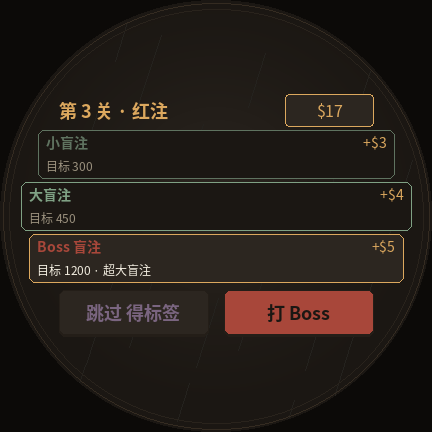 第 3 关 · 红注
$17
小盲注
+$3
目标 300
大盲注
+$4
目标 450
Boss 盲注
+$5
目标 1200 · 超大盲注
跳过 得标签
打 Boss